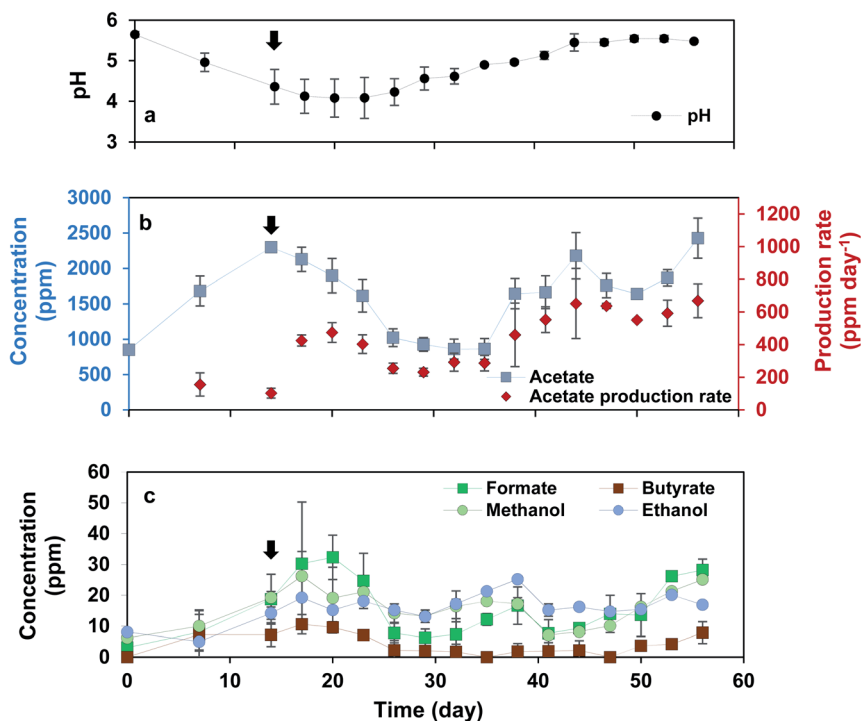 6
5
4
3
pH
a
pH
3000
2500
2000
1500
1000
500
0
Concentration
(ppm)
b
1200
1000
800
600
400
200
0
Production rate
(ppm day-1)
Acetate
Acetate production rate
60
50
40
30
20
10
0
Concentration
(ppm)
c
Formate
Butyrate
Methanol
Ethanol
0 10 20 30 40 50 60
Time (day)